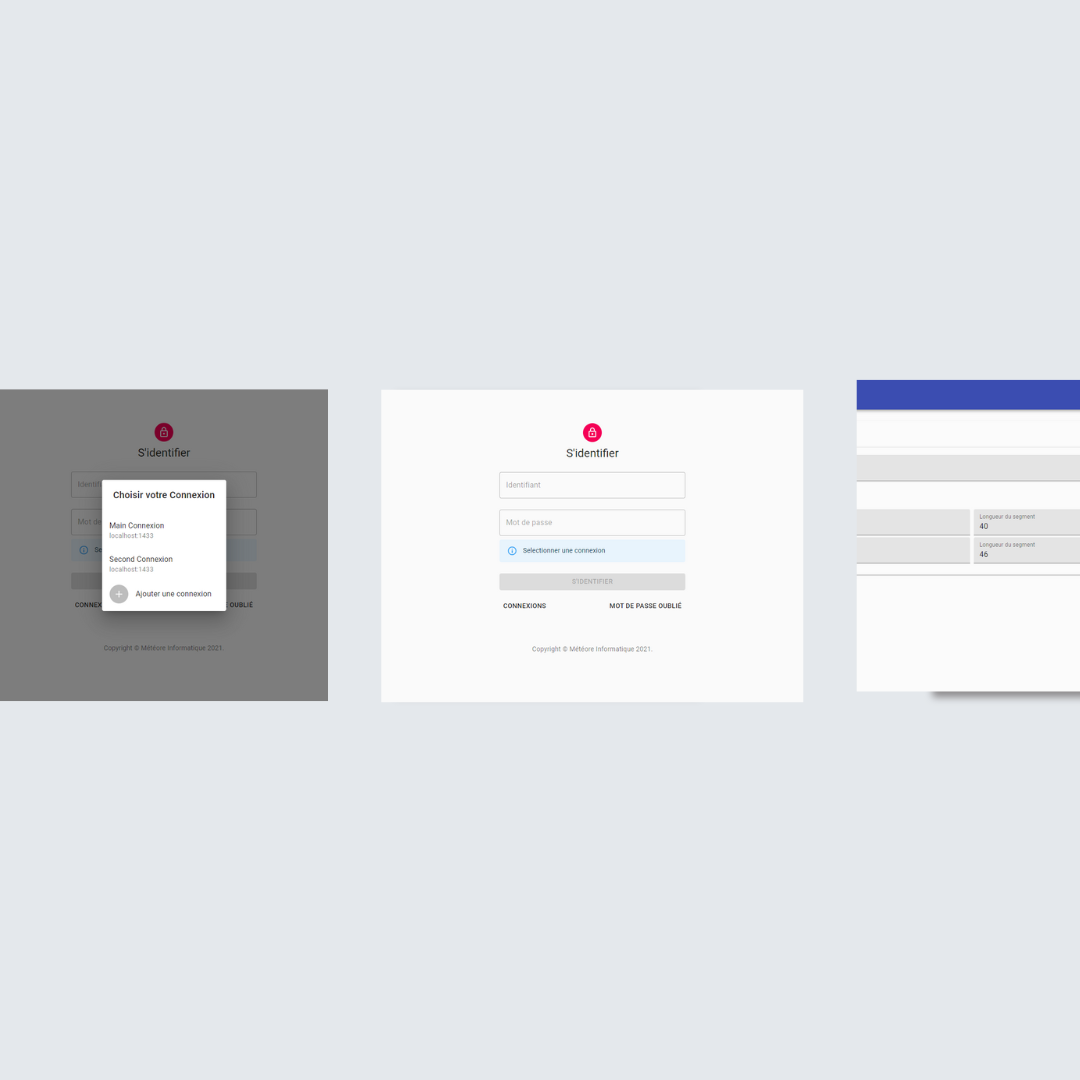 S'identifier
Identifi
Choisir votre Connexion
Mot de
Main Connexion
localhost:1433
Se
Second Connexion
localhost:1433
Ajouter une connexion
CONNEX
OUBLIÉ
Copyright © Météore Informatique 2021.
S'identifier
Identifiant
Mot de passe
Sélectionner une connexion
S'IDENTIFIER
CONNEXIONS
MOT DE PASSE OUBLIÉ
Copyright © Météore Informatique 2021.
Longueur du segment
40
Longueur du segment
46